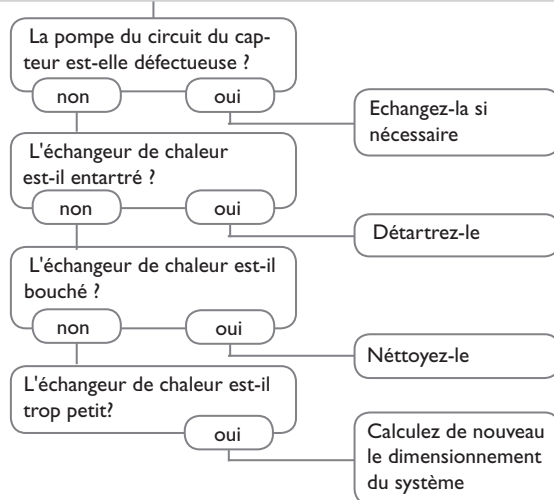 La pompe du circuit du cap-
teur est-elle défectueuse ?
non
oui
Echangez-la si
nécessaire
L'échangeur de chaleur
est-il entartré ?
non
oui
Détartrez-le
L'échangeur de chaleur est-il
bouché ?
non
oui
Néttoyez-le
L'échangeur de chaleur est-il
trop petit?
oui
Calculez de nouveau
le dimensionnement
du système